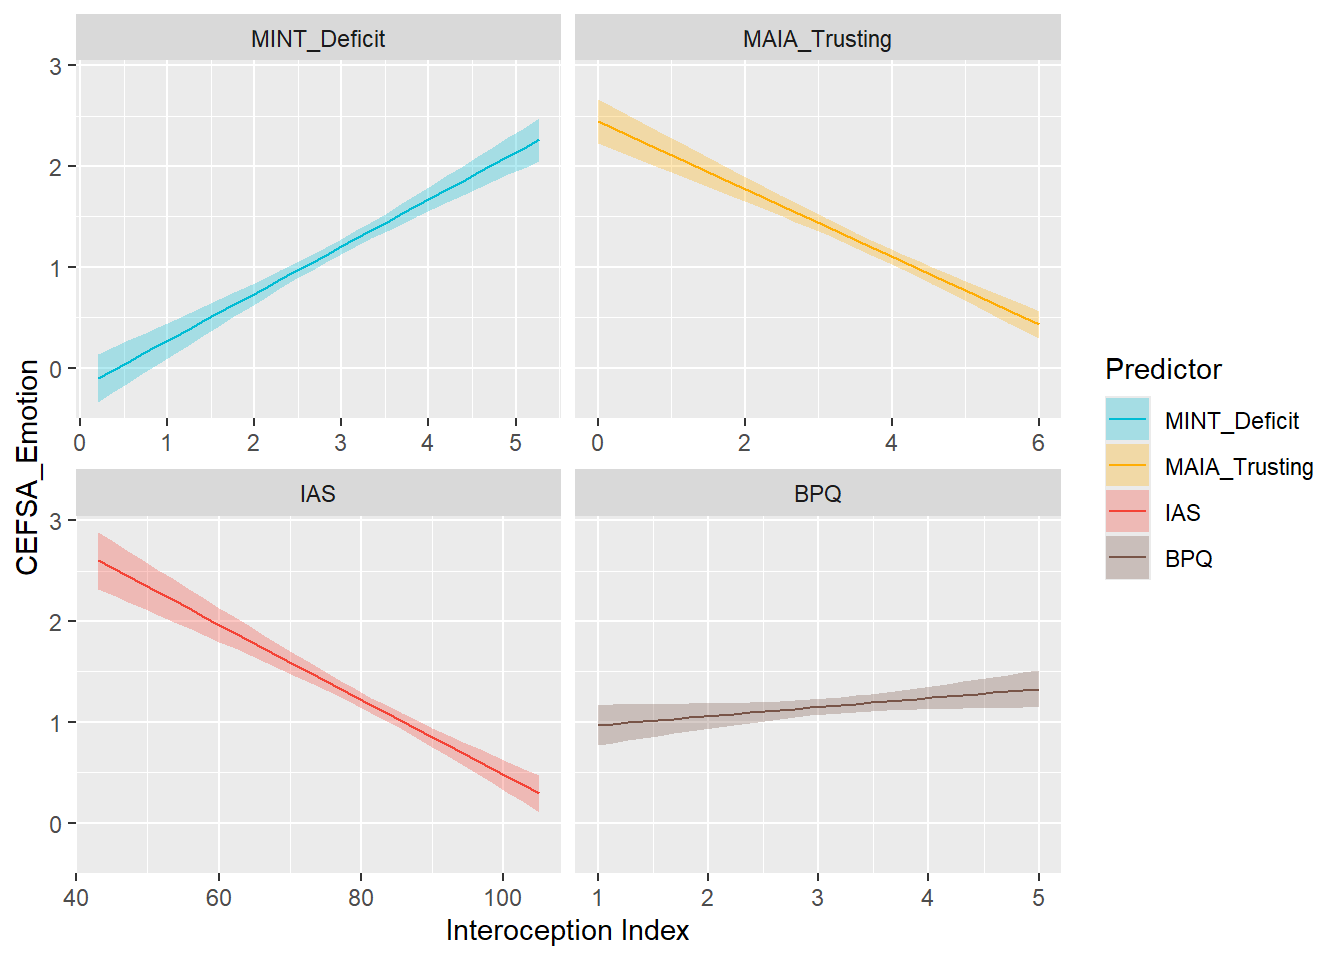 MINT_Deficit
MAIA_Trusting
3
2
1
0
0 1 2 3 4 5
0 2 4 6
IAS
BPQ
3
2
1
0
40 60 80 100
1 2 3 4 5
CEFSA_Emotion
Interoception Index
Predictor
MINT_Deficit
MAIA_Trusting
IAS
BPQ